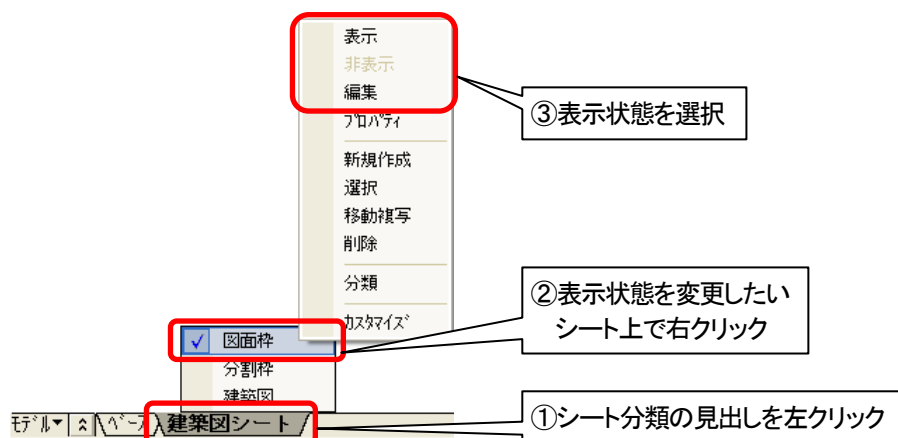 表示
非表示
編集
ﾌﾟﾛﾊﾟﾃｨ
新規作成
選択
移動複写
削除
分類
ｶｽﾀﾏｲｽﾞ
③表示状態を選択
②表示状態を変更したい
シート上で右クリック
図面枠
分割枠
建築図
ﾓﾃﾞﾙ
ﾍﾞｰｽ
建築図シート
①シート分類の見出しを左クリック